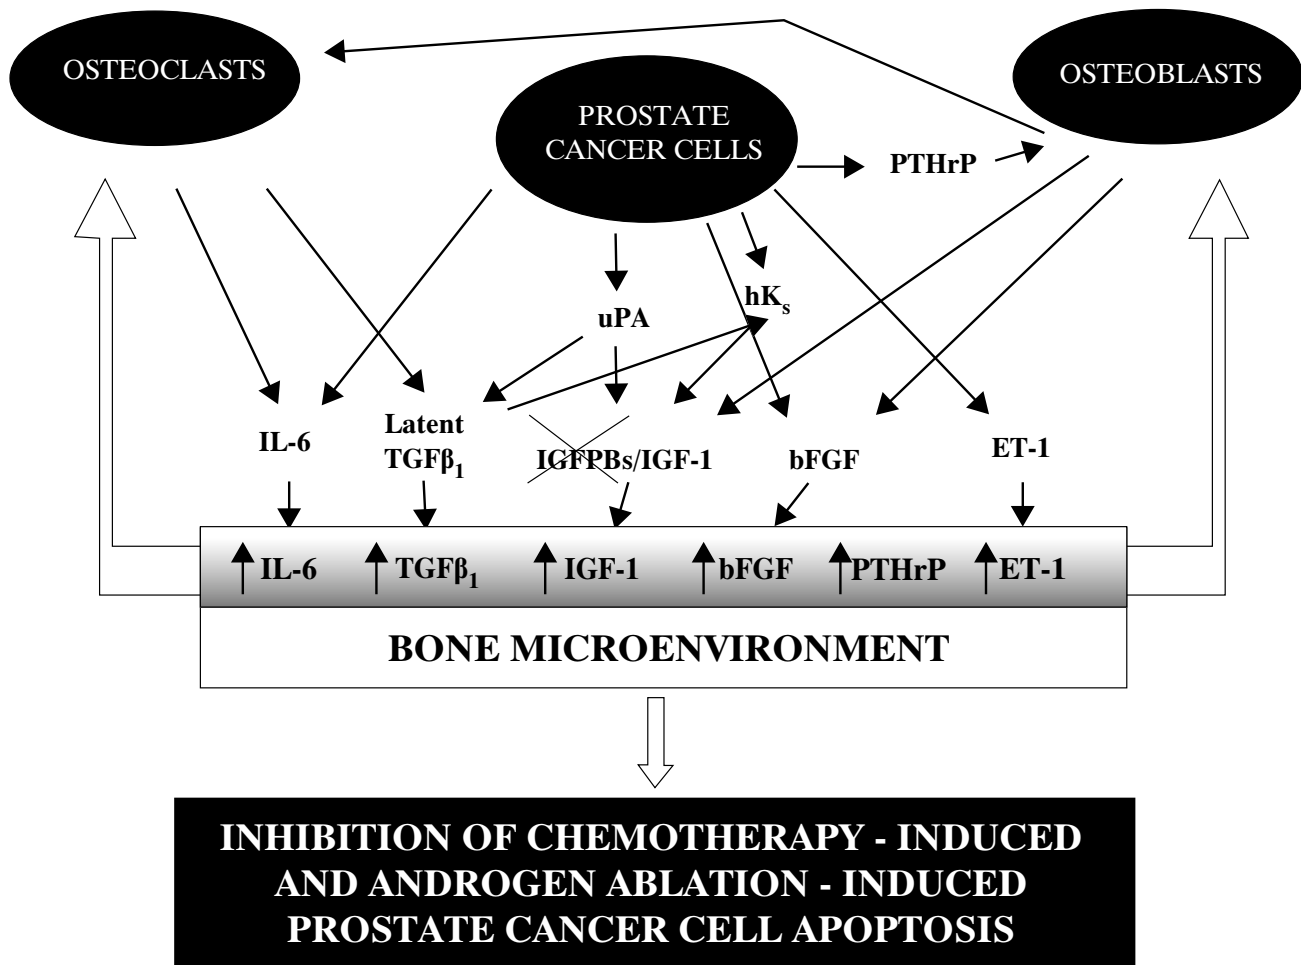 OSTEOCLASTS
OSTEOBLASTS
PROSTATE
CANCER CELLS
PTHrP
hKs
uPA
Latent
TGFβ1
IL-6
IGFPBs/IGF-1
bFGF
ET-1
IL-6 TGFβ1 IGF-1 bFGF PTHrP ET-1
BONE MICROENVIRONMENT
INHIBITION OF CHEMOTHERAPY - INDUCED
AND ANDROGEN ABLATION - INDUCED
PROSTATE CANCER CELL APOPTOSIS